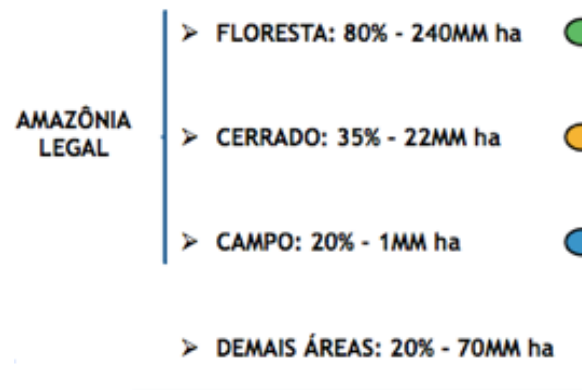 ➢ FLORESTA: 80% - 240MM ha
AMAZÔNIA
LEGAL
➢ CERRADO: 35% - 22MM ha
➢ CAMPO: 20% - 1MM ha
➢ DEMAIS ÁREAS: 20% - 70MM ha